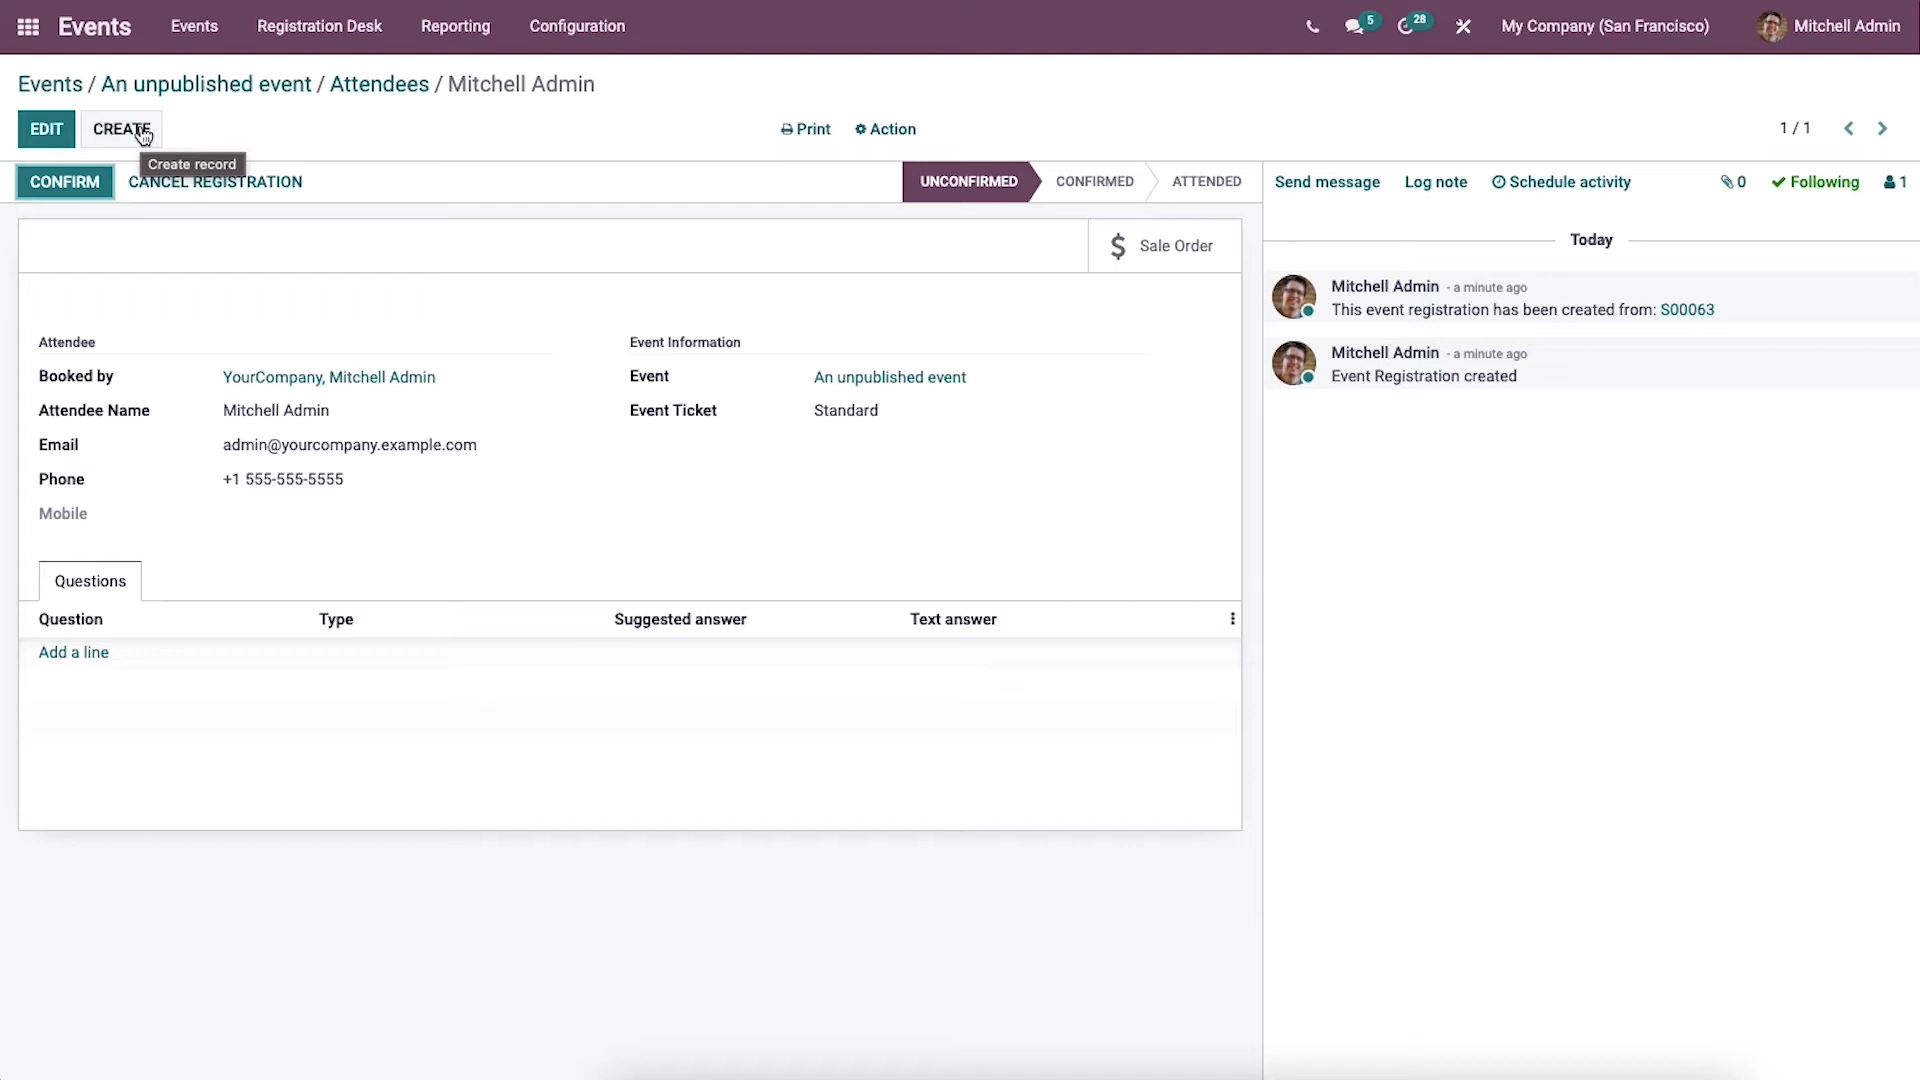 Events Events Registration Desk Reporting Configuration 5 28 My Company (San Francisco) Mitchell Admin
Events / An unpublished event / Attendees / Mitchell Admin
EDIT CREATE Print Action 1 / 1
Create record
CONFIRM CANCEL REGISTRATION UNCONFIRMED CONFIRMED ATTENDED Send message Log note Schedule activity 0 Following 1
$ Sale Order
Today
Mitchell Admin - a minute ago
This event registration has been created from: S00063
Mitchell Admin - a minute ago
Event Registration created
Attendee Event Information
Booked by YourCompany, Mitchell Admin Event An unpublished event
Attendee Name Mitchell Admin Event Ticket Standard
Email admin@yourcompany.example.com
Phone +1 555-555-5555
Mobile
Questions
Question Type Suggested answer Text answer
Add a line